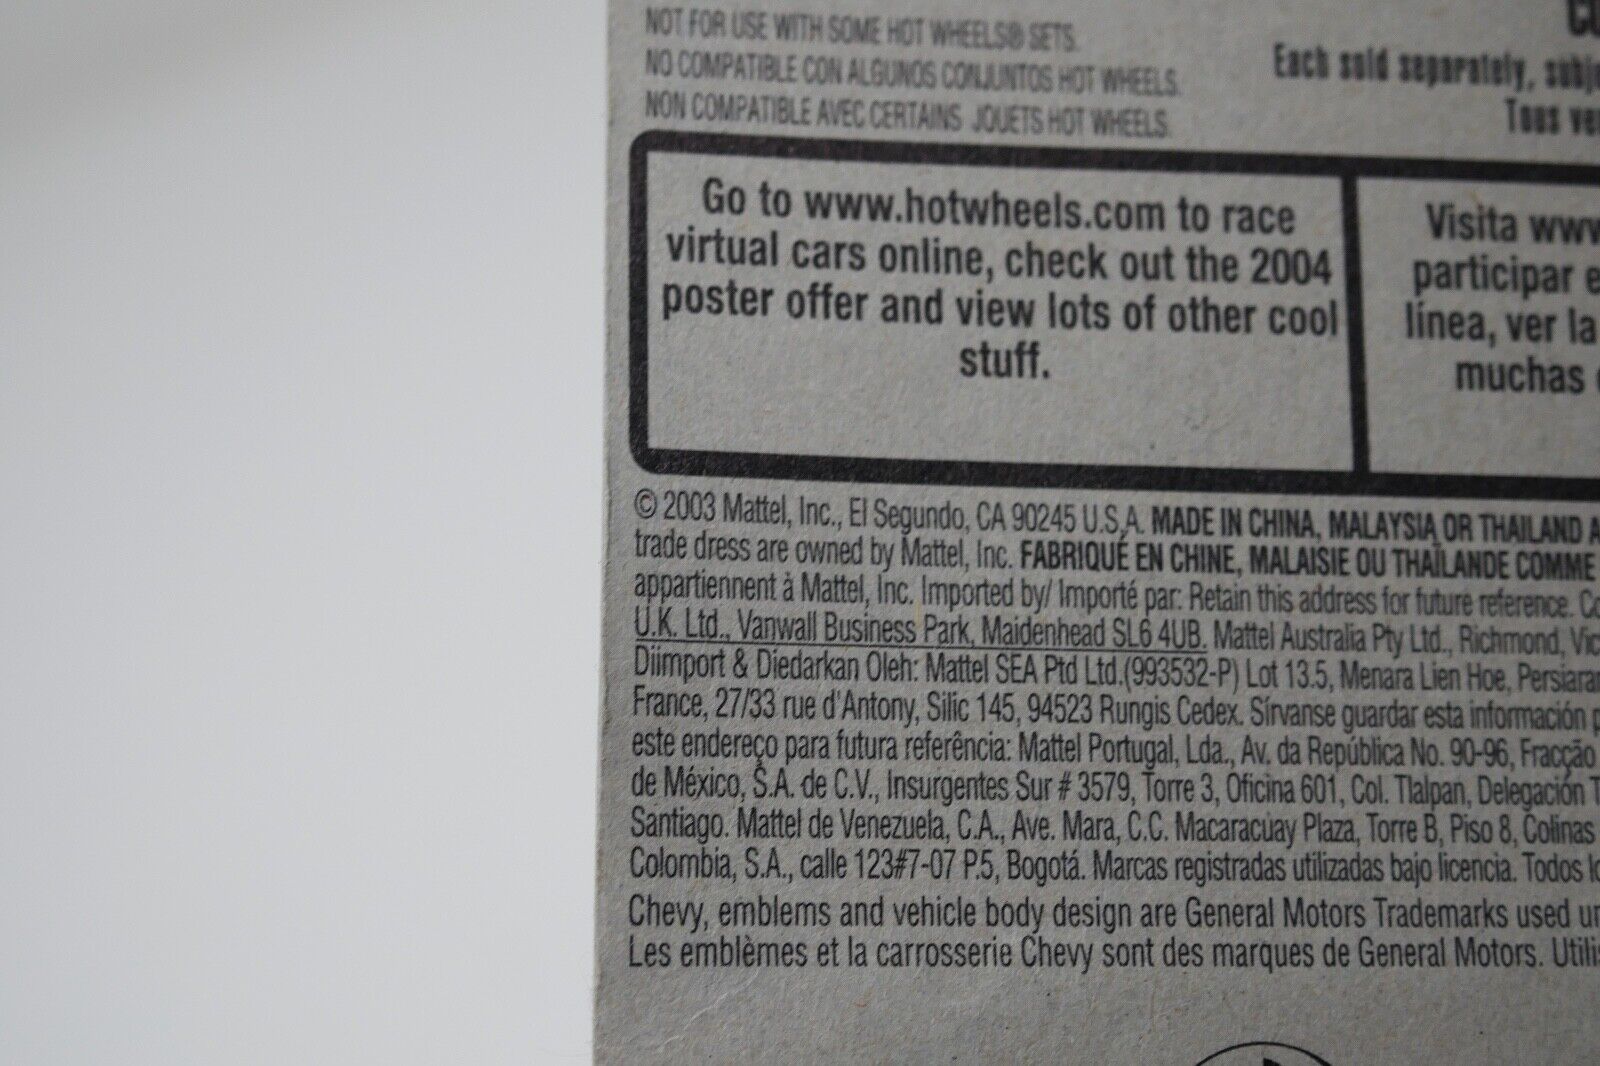 NOT FOR USE WITH SOME HOT WHEELS® SETS.
NO COMPATIBLE CON ALGUNOS CONJUNTOS HOT WHEELS.
NON COMPATIBLE AVEC CERTAINS JOUETS HOT WHEELS.
Each sold separately,
Tous
Go to www.hotwheels.com to race
virtual cars online, check out the 2004
poster offer and view lots of other cool
stuff.
Visita www
participar e
línea, ver la
muchas
© 2003 Mattel, Inc., El Segundo, CA 90245 U.S.A. MADE IN CHINA, MALAYSIA OR THAILAND A
trade dress are owned by Mattel, Inc. FABRIQUÉ EN CHINE, MALAISIE OU THAÏLANDE COMME
appartiennent à Mattel, Inc. Imported by/ Importé par: Retain this address for future reference. Co
U.K. Ltd., Vanwall Business Park, Maidenhead SL6 4UB. Mattel Australia Pty Ltd., Richmond, Vic
Diimport & Diedarkan Oleh: Mattel SEA Ptd Ltd.(993532-P) Lot 13.5, Menara Lien Hoe, Persiaran
France, 27/33 rue d'Antony, Silic 145, 94523 Rungis Cedex. Sírvanse guardar esta información p
este endereço para futura referência: Mattel Portugal, Lda., Av. da República No. 90-96, Fracção
de México, S.A. de C.V., Insurgentes Sur # 3579, Torre 3, Oficina 601, Col. Tlalpan, Delegación T
Santiago. Mattel de Venezuela, C.A., Ave. Mara, C.C. Macaracuay Plaza, Torre B, Piso 8, Colinas
Colombia, S.A., calle 123#7-07 P.5, Bogotá. Marcas registradas utilizadas bajo licencia. Todos lo
Chevy, emblems and vehicle body design are General Motors Trademarks used un
Les emblèmes et la carrosserie Chevy sont des marques de General Motors. Utilis